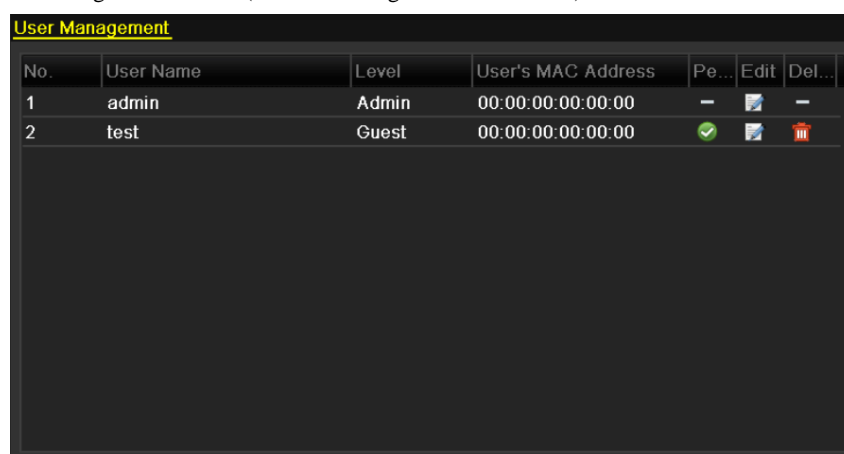 User Management
No. User Name Level User's MAC Address Pe... Edit Del...
1 admin Admin 00:00:00:00:00:00 –
2 test Guest 00:00:00:00:00:00